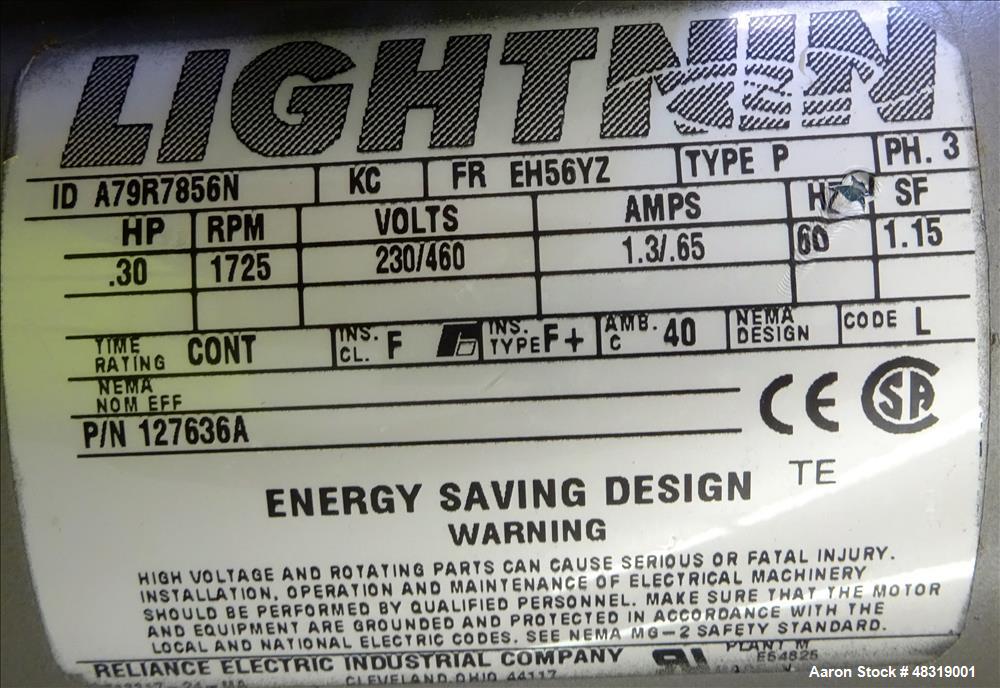 LIGHTNIN
ID A79R7856N KC FR EH56YZ TYPE P PH. 3
HP RPM VOLTS AMPS SF
.30 1725 230/460 1.3/.65 60 1.15
TIME RATING CONT INS. CL. F INS. TYPE F+ AMB. C 40 NEMA DESIGN CODE L
NEMA
NOM EFF
P/N 127636A
CE SA
TE
ENERGY SAVING DESIGN
WARNING
HIGH VOLTAGE AND ROTATING PARTS CAN CAUSE SERIOUS OR FATAL INJURY.
INSTALLATION, OPERATION AND MAINTENANCE OF ELECTRICAL MACHINERY
SHOULD BE PERFORMED BY QUALIFIED PERSONNEL. MAKE SURE THAT THE MOTOR
AND EQUIPMENT ARE GROUNDED AND PROTECTED IN ACCORDANCE WITH THE
LOCAL AND NATIONAL ELECTRIC CODES. SEE NEMA MG-2 SAFETY STANDARD.
RELIANCE ELECTRIC INDUSTRIAL COMPANY PLANT M
E54825
CLEVELAND, OHIO 44117
Aaron Stock # 48319001